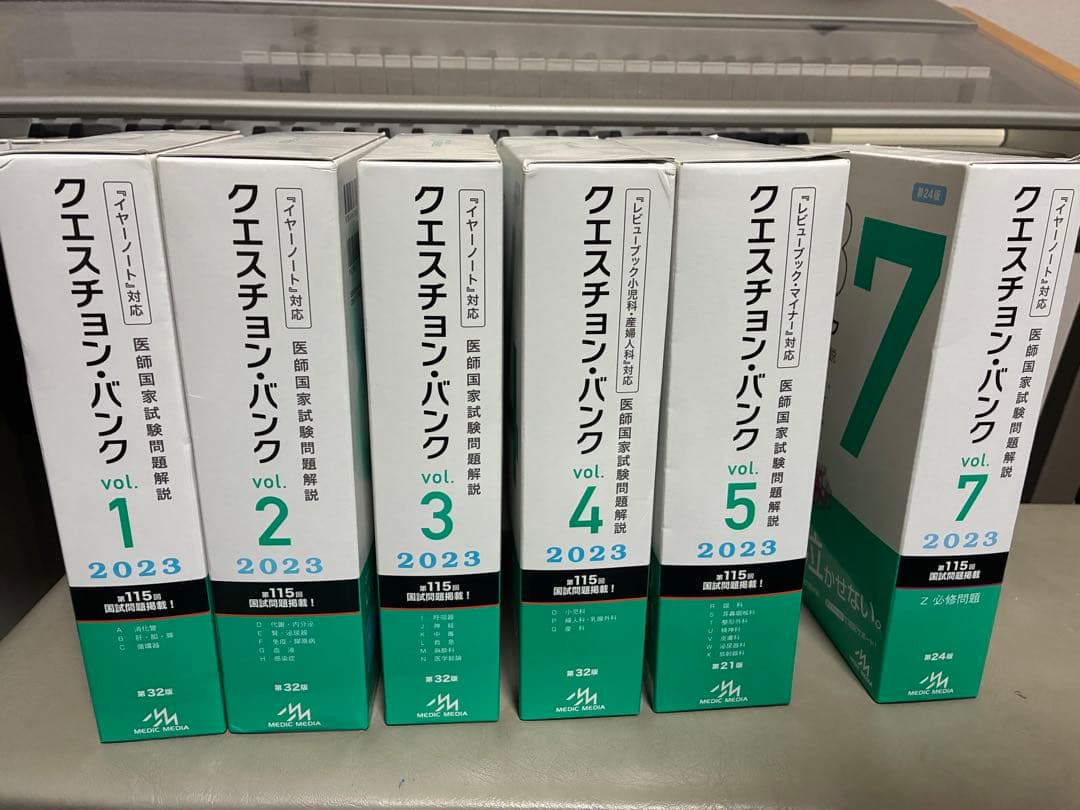 『イヤーノート』対応
クエスチョン・バンク
医師国家試験問題解説
vol.
1
2023
第115回
国試問題掲載！
A 消化管
B 肝・胆・膵
C 循環器
第32版
MEDIC MEDIA
『イヤーノート』対応
クエスチョン・バンク
医師国家試験問題解説
vol.
2
2023
第115回
国試問題掲載！
D 代謝・内分泌
E 腎・泌尿器
F 免疫・膠原病
G 血液
H 感染症
第32版
MEDIC MEDIA
『イヤーノート』対応
クエスチョン・バンク
医師国家試験問題解説
vol.
3
2023
第115回
国試問題掲載！
I 呼吸器
J 神経
K 中毒
L 救急
M 麻酔科
N 医学総論
第32版
MEDIC MEDIA
『レビューブック小児科・産婦人科』対応
クエスチョン・バンク
医師国家試験問題解説
vol.
4
2023
第115回
国試問題掲載！
O 小児科
P 婦人科・乳腺外科
Q 産科
第32版
MEDIC MEDIA
『レビューブック・マイナー』対応
クエスチョン・バンク
医師国家試験問題解説
vol.
5
2023
第115回
国試問題掲載！
R 眼科
S 耳鼻咽喉科
T 整形外科
U 精神科
V 皮膚科
W 泌尿器科
X 放射線科
第21版
MEDIC MEDIA
第24版
7
かせない。
『イヤーノート』対応
クエスチョン・バンク
医師国家試験問題解説
vol.
7
2023
第115回
国試問題掲載！
Z 必修問題
第24版
MEDIC MEDIA